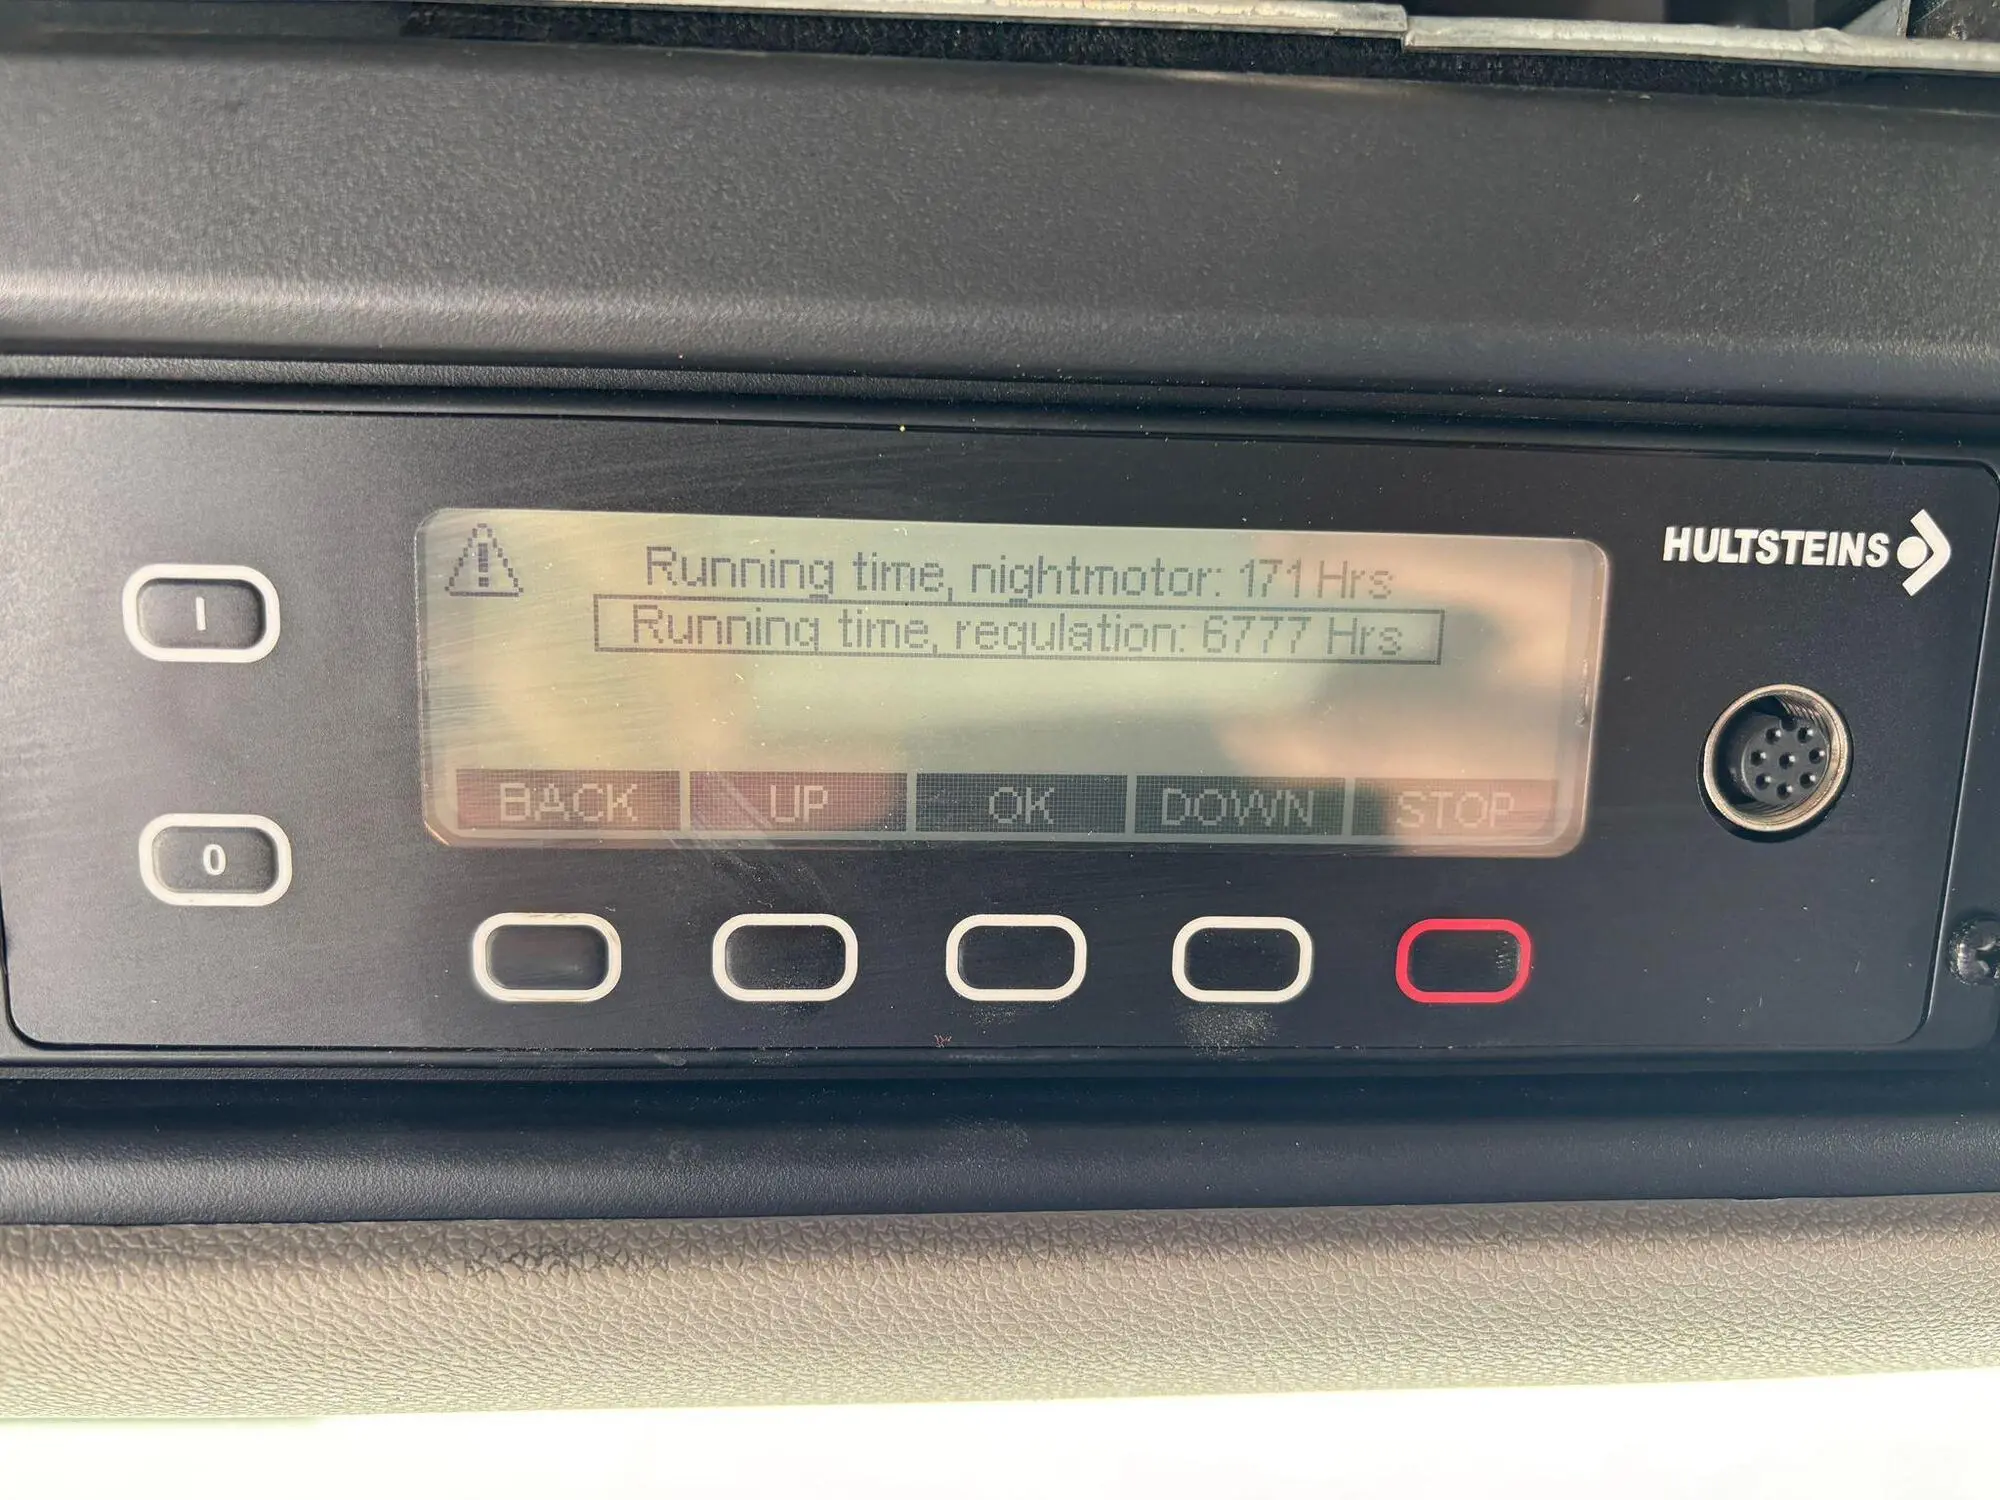 Running time, nightmotor: 171 Hrs
Running time, regulation: 6777 Hrs
HULTSTEINS
I
0
BACK UP OK DOWN STOP